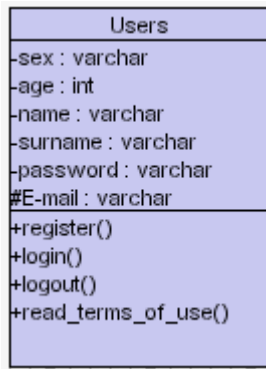 Users
-sex : varchar
-age : int
-name : varchar
-surname : varchar
-password : varchar
#E-mail : varchar
+register()
+login()
+logout()
+read_terms_of_use()